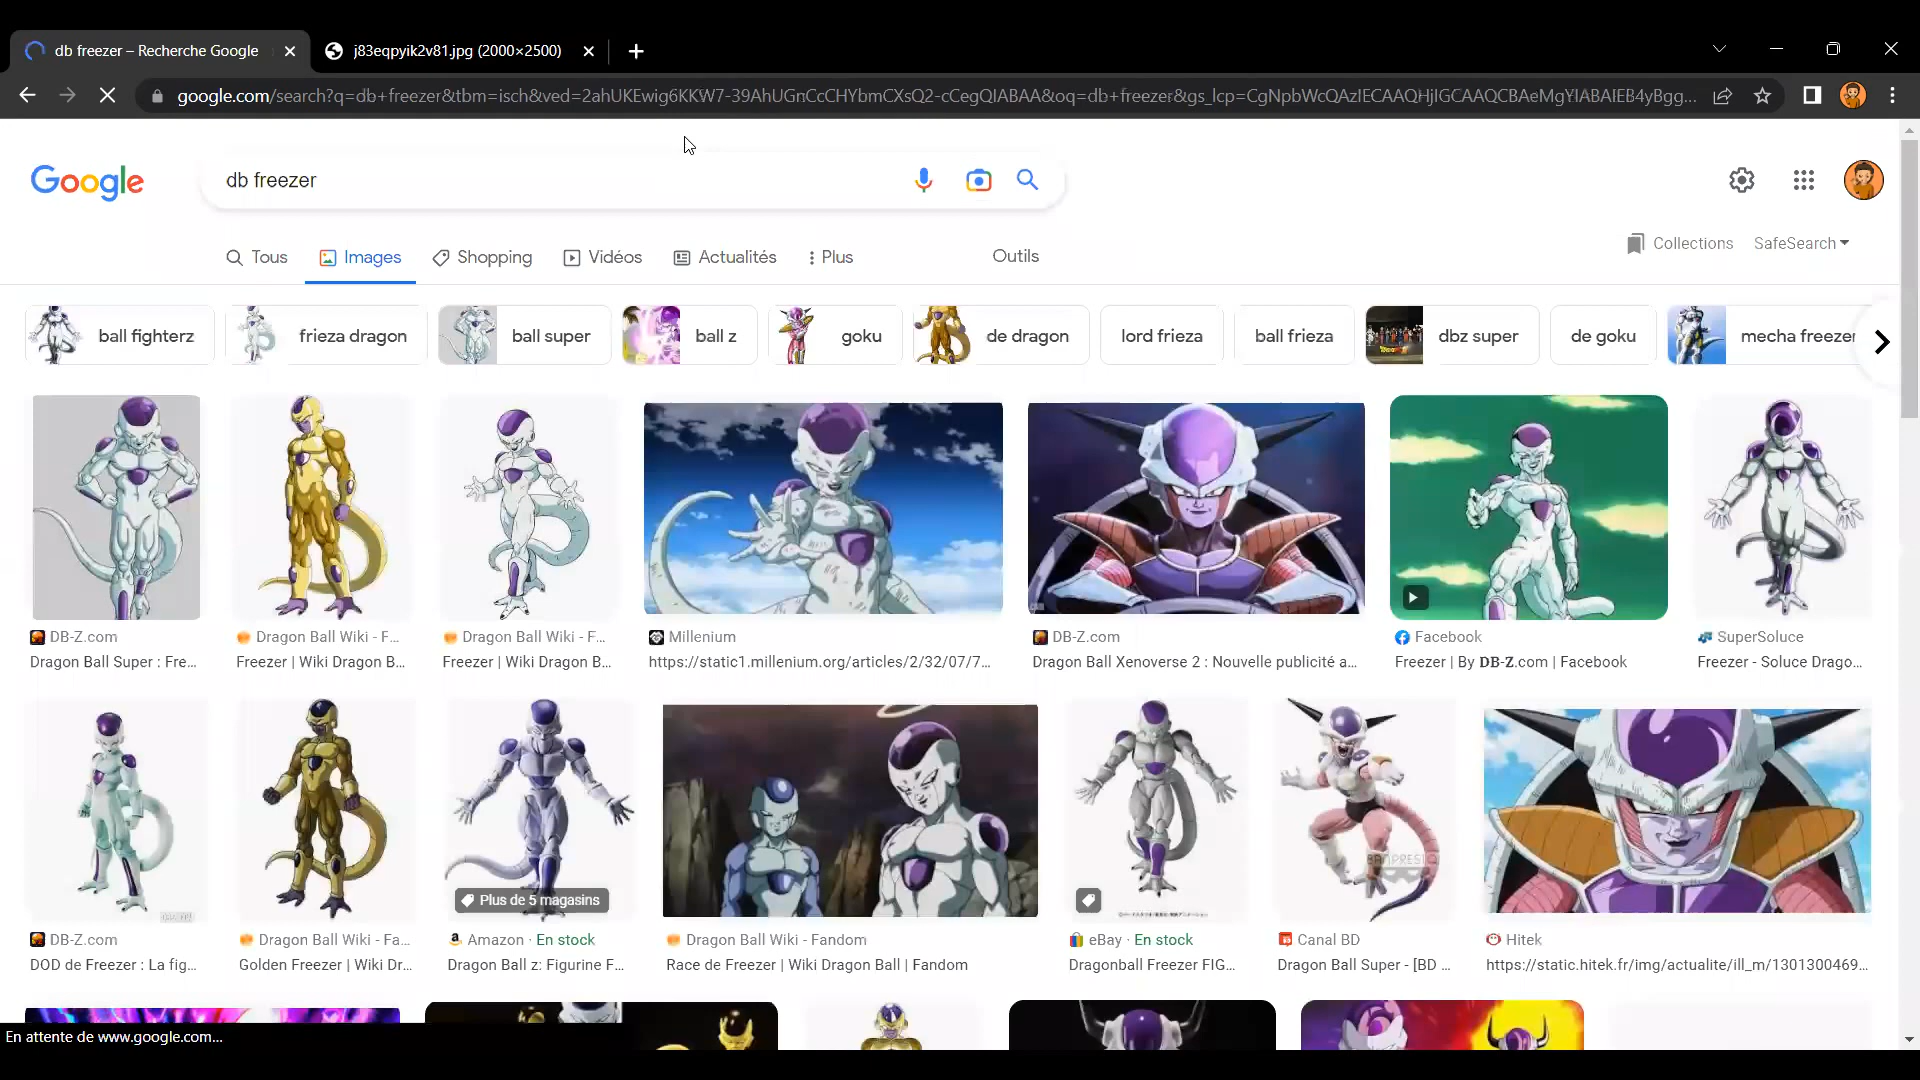 db freezer – Recherche Google
j83eqpyik2v81.jpg (2000×2500)
google.com/search?q=db+freezer&tbm=isch&ved=2ahUKEwig6KKW7-39AhUGnCcCHYbmCXsQ2-cCegQIABAA&oq=db+freezer&gs_lcp=CgNpbWcQAzIECAAQHjIGCAAQCBAeMgYIABAIEB4yBgg...
Google
db freezer
Tous
Images
Shopping
Vidéos
Actualités
Plus
Outils
Collections
SafeSearch
ball fighterz
frieza dragon
ball super
ball z
goku
de dragon
lord frieza
ball frieza
dbz super
de goku
mecha freezer
DB-Z.com
Dragon Ball Wiki - F...
Dragon Ball Wiki - F...
Millenium
DB-Z.com
Facebook
SuperSoluce
Dragon Ball Super : Fre...
Freezer | Wiki Dragon B...
Freezer | Wiki Dragon B...
https://static1.millenium.org/articles/2/32/07/7...
Dragon Ball Xenoverse 2 : Nouvelle publicité a...
Freezer | By DB-Z.com | Facebook
Freezer - Soluce Drago...
Plus de 5 magasins
BANPRESTO
DB-Z.com
Dragon Ball Wiki - Fa...
Amazon · En stock
Dragon Ball Wiki - Fandom
eBay · En stock
Canal BD
Hitek
DOD de Freezer : La fig...
Golden Freezer | Wiki Dr...
Dragon Ball z: Figurine F...
Race de Freezer | Wiki Dragon Ball | Fandom
Dragonball Freezer FIG...
Dragon Ball Super - [BD ...
https://static.hitek.fr/img/actualite/ill_m/1301300469...
En attente de www.google.com...